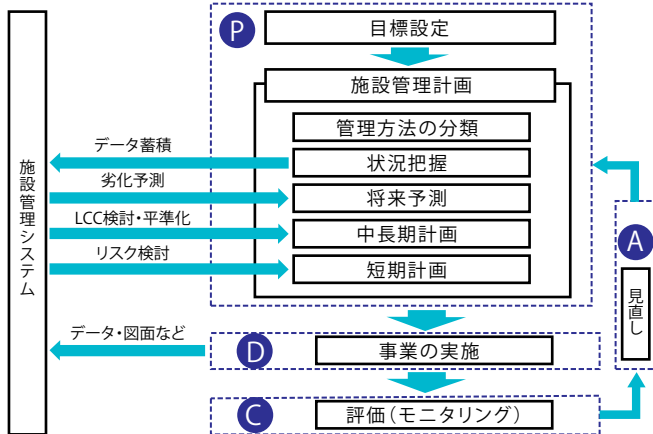 P
目標設定
施設管理計画
管理方法の分類
データ蓄積
状況把握
劣化予測
将来予測
LCC検討・平準化
中長期計画
リスク検討
短期計画
施設管理システム
A
見直し
データ・図面など
D
事業の実施
C
評価(モニタリング)